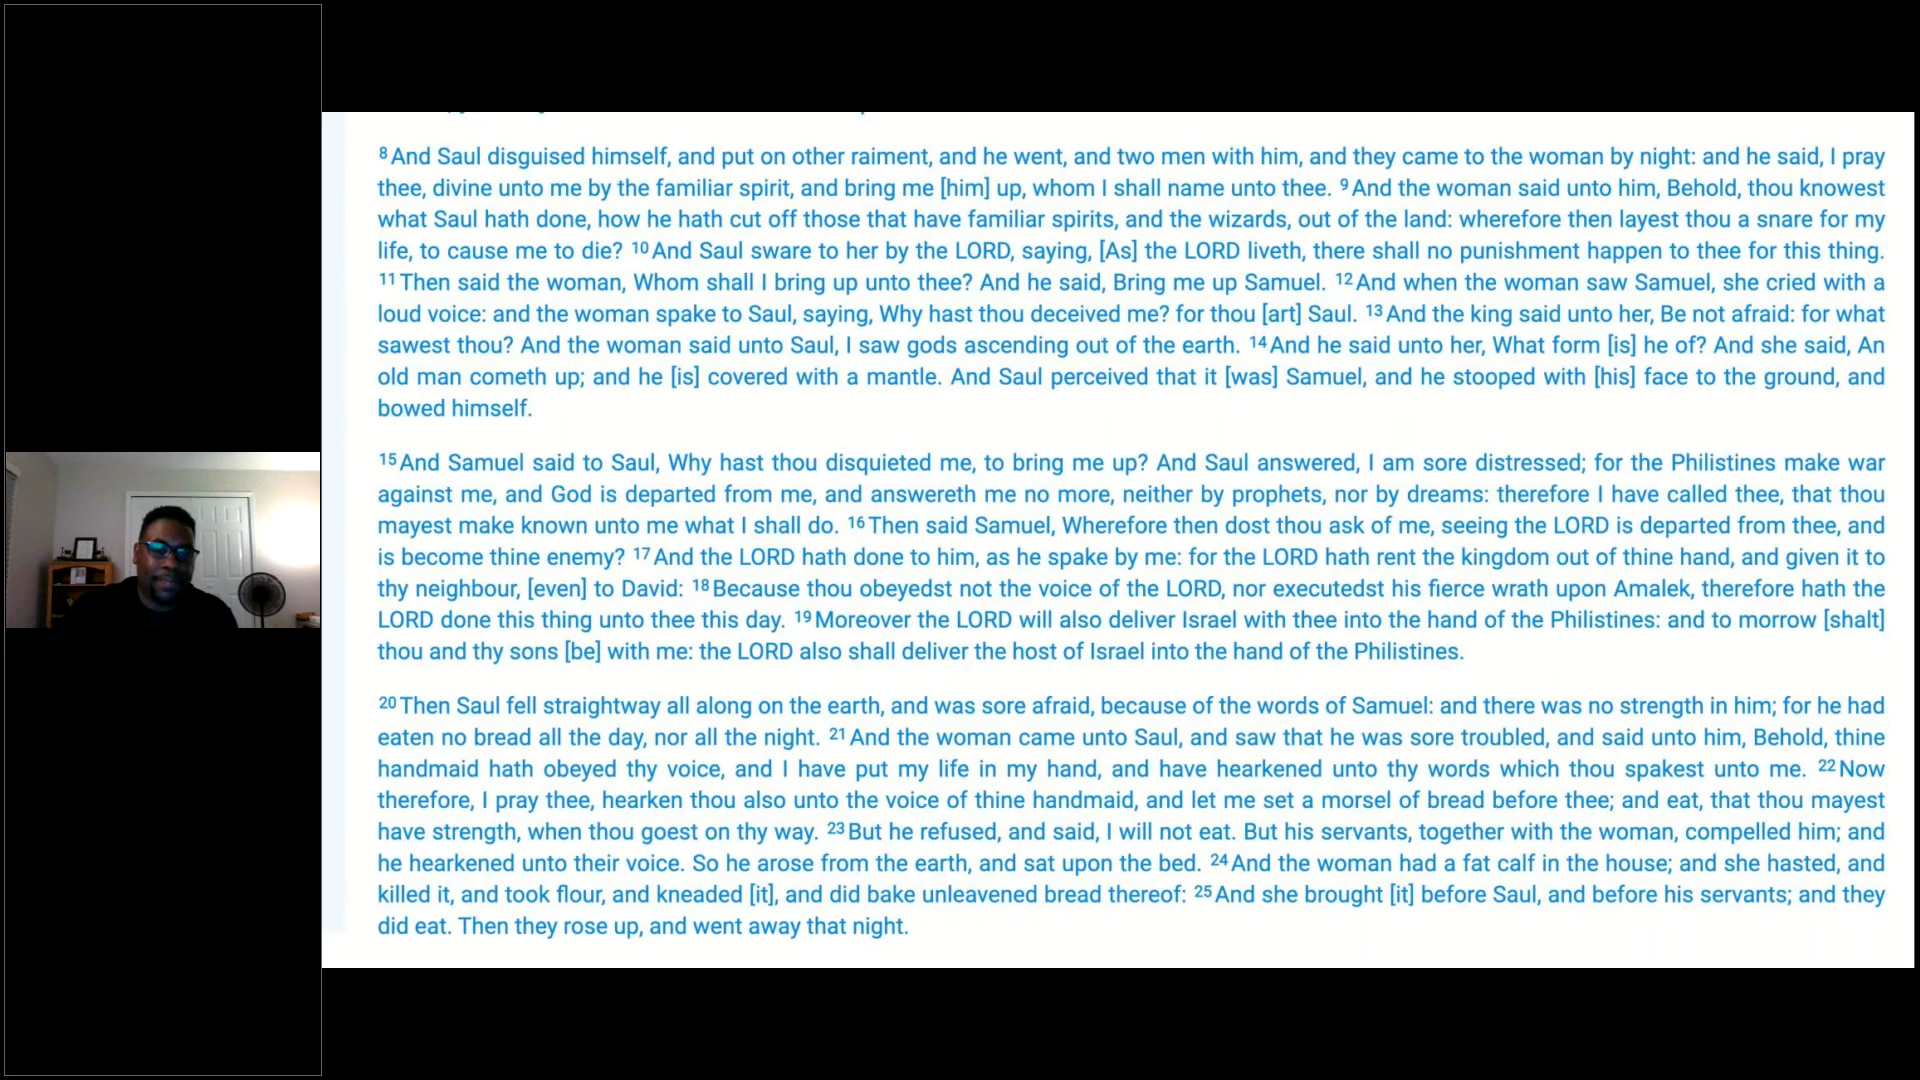 8 And Saul disguised himself, and put on other raiment, and he went, and two men with him, and they came to the woman by night: and he said, I pray
thee, divine unto me by the familiar spirit, and bring me [him] up, whom I shall name unto thee. 9 And the woman said unto him, Behold, thou knowest
what Saul hath done, how he hath cut off those that have familiar spirits, and the wizards, out of the land: wherefore then layest thou a snare for my
life, to cause me to die? 10 And Saul sware to her by the LORD, saying, [As] the LORD liveth, there shall no punishment happen to thee for this thing.
11 Then said the woman, Whom shall I bring up unto thee? And he said, Bring me up Samuel. 12 And when the woman saw Samuel, she cried with a
loud voice: and the woman spake to Saul, saying, Why hast thou deceived me? for thou [art] Saul. 13 And the king said unto her, Be not afraid: for what
sawest thou? And the woman said unto Saul, I saw gods ascending out of the earth. 14 And he said unto her, What form [is] he of? And she said, An
old man cometh up; and he [is] covered with a mantle. And Saul perceived that it [was] Samuel, and he stooped with [his] face to the ground, and
bowed himself.
15 And Samuel said to Saul, Why hast thou disquieted me, to bring me up? And Saul answered, I am sore distressed; for the Philistines make war
against me, and God is departed from me, and answereth me no more, neither by prophets, nor by dreams: therefore I have called thee, that thou
mayest make known unto me what I shall do. 16 Then said Samuel, Wherefore then dost thou ask of me, seeing the LORD is departed from thee, and
is become thine enemy? 17 And the LORD hath done to him, as he spake by me: for the LORD hath rent the kingdom out of thine hand, and given it to
thy neighbour, [even] to David: 18 Because thou obeyedst not the voice of the LORD, nor executedst his fierce wrath upon Amalek, therefore hath the
LORD done this thing unto thee this day. 19 Moreover the LORD will also deliver Israel with thee into the hand of the Philistines: and to morrow [shalt]
thou and thy sons [be] with me: the LORD also shall deliver the host of Israel into the hand of the Philistines.
20 Then Saul fell straightway all along on the earth, and was sore afraid, because of the words of Samuel: and there was no strength in him; for he had
eaten no bread all the day, nor all the night. 21 And the woman came unto Saul, and saw that he was sore troubled, and said unto him, Behold, thine
handmaid hath obeyed thy voice, and I have put my life in my hand, and have hearkened unto thy words which thou spakest unto me. 22 Now
therefore, I pray thee, hearken thou also unto the voice of thine handmaid, and let me set a morsel of bread before thee; and eat, that thou mayest
have strength, when thou goest on thy way. 23 But he refused, and said, I will not eat. But his servants, together with the woman, compelled him; and
he hearkened unto their voice. So he arose from the earth, and sat upon the bed. 24 And the woman had a fat calf in the house; and she hasted, and
killed it, and took flour, and kneaded [it], and did bake unleavened bread thereof: 25 And she brought [it] before Saul, and before his servants; and they
did eat. Then they rose up, and went away that night.